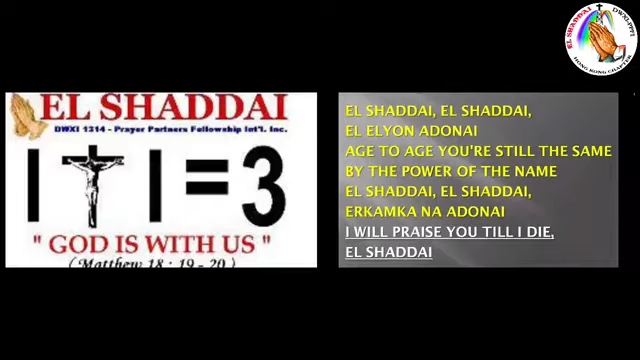 EL SHADDAI
DWXI 1314 - Prayer Partners Fellowship Int'l. Inc.
I I = 3
" GOD IS WITH US "
(Matthew 18 : 19 - 20)
EL SHADDAI, EL SHADDAI,
EL ELYON ADONAI
AGE TO AGE YOU'RE STILL THE SAME
BY THE POWER OF THE NAME
EL SHADDAI, EL SHADDAI,
ERKAMKA NA ADONAI
I WILL PRAISE YOU TILL I DIE,
EL SHADDAI
EL SHADDAI DWXI-PPFI
HONG KONG CHAPTER